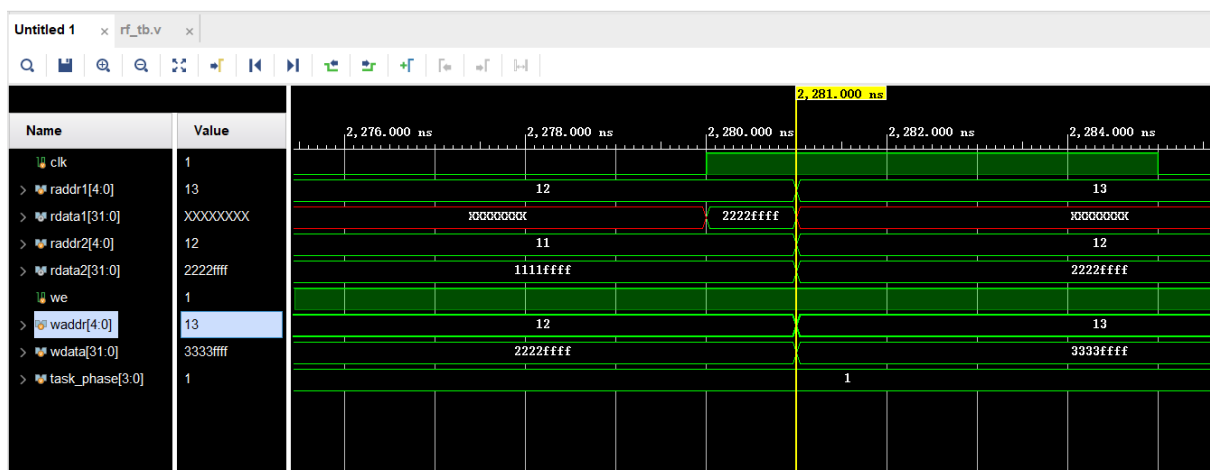 Untitled 1 × rf_tb.v ×
2,281.000 ns
Name Value 2,276.000 ns 2,278.000 ns 2,280.000 ns 2,282.000 ns 2,284.000 ns
clk 1
raddr1[4:0] 13 12 13
rdata1[31:0] XXXXXXXX XXXXXXXX 2222ffff XXXXXXXX
raddr2[4:0] 12 11 12
rdata2[31:0] 2222ffff 1111ffff 2222ffff
we 1
waddr[4:0] 13 12 13
wdata[31:0] 3333ffff 2222ffff 3333ffff
task_phase[3:0] 1 1